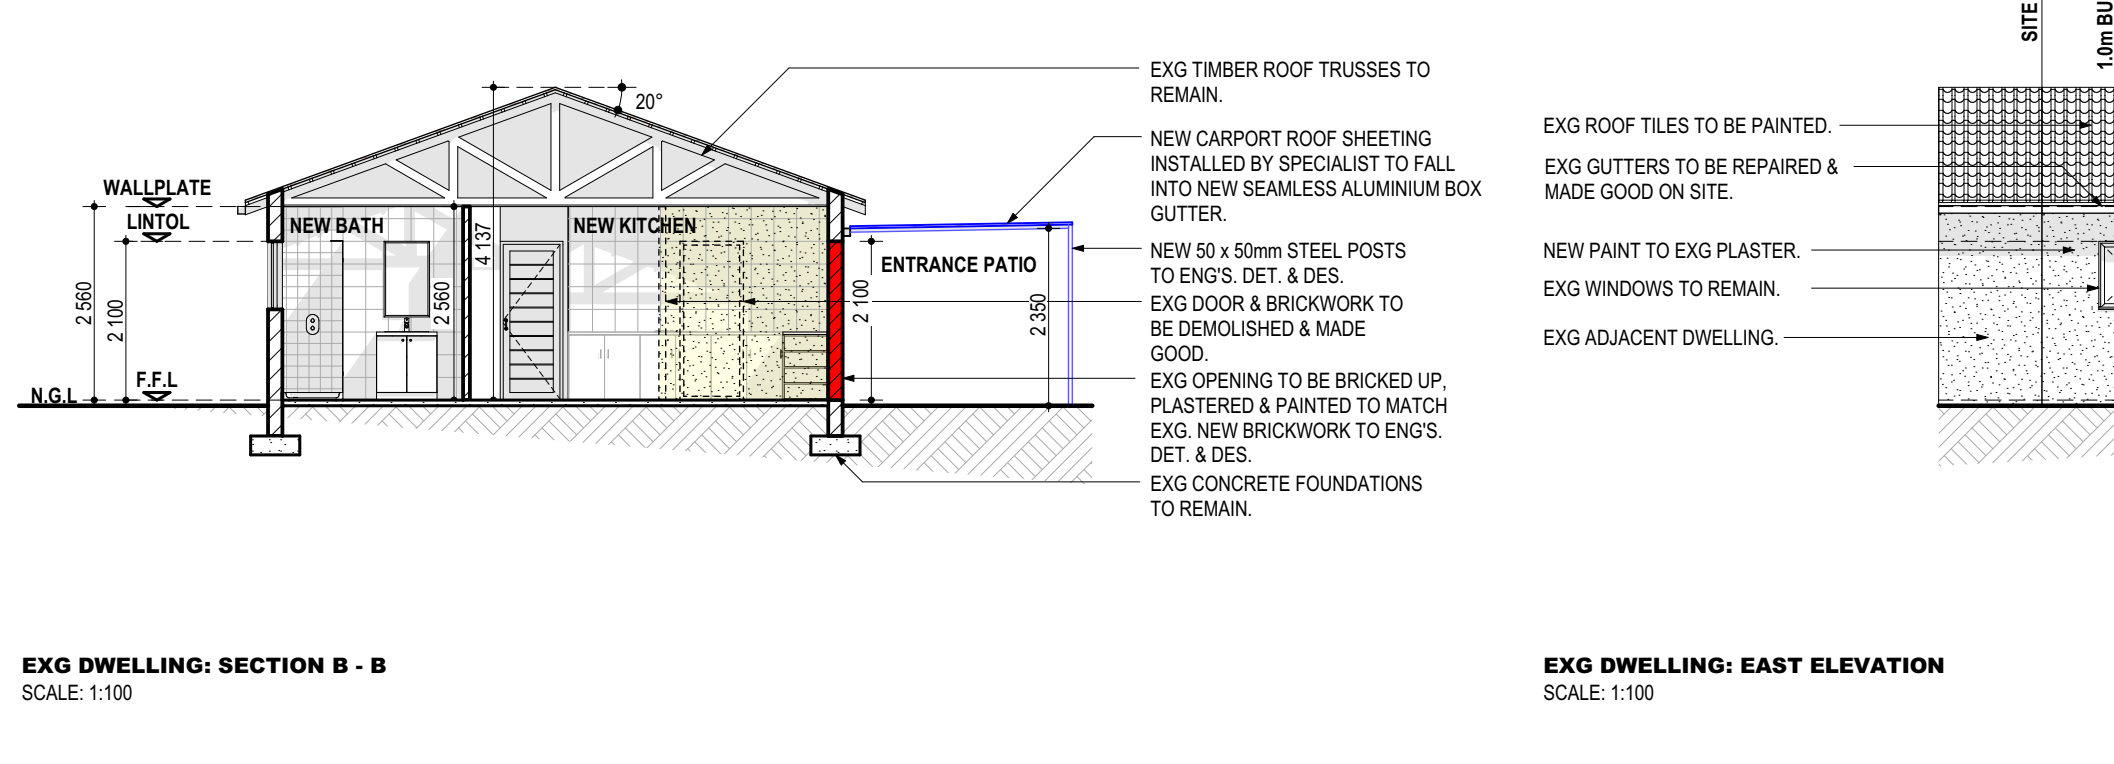 EXG TIMBER ROOF TRUSSES TO
REMAIN.
20°
NEW CARPORT ROOF SHEETING
INSTALLED BY SPECIALIST TO FALL
INTO NEW SEAMLESS ALUMINIUM BOX
GUTTER.
WALLPLATE
LINTOL
NEW BATH
NEW KITCHEN
4 137
ENTRANCE PATIO
NEW 50 x 50mm STEEL POSTS
TO ENG'S. DET. & DES.
2 560
2 100
2 560
2 100
2 350
EXG DOOR & BRICKWORK TO
BE DEMOLISHED & MADE
GOOD.
F.F.L
N.G.L
EXG OPENING TO BE BRICKED UP,
PLASTERED & PAINTED TO MATCH
EXG. NEW BRICKWORK TO ENG'S.
DET. & DES.
EXG CONCRETE FOUNDATIONS
TO REMAIN.
EXG DWELLING: SECTION B - B
SCALE: 1:100
SITE
1.0m BU
EXG ROOF TILES TO BE PAINTED.
EXG GUTTERS TO BE REPAIRED &
MADE GOOD ON SITE.
NEW PAINT TO EXG PLASTER.
EXG WINDOWS TO REMAIN.
EXG ADJACENT DWELLING.
EXG DWELLING: EAST ELEVATION
SCALE: 1:100